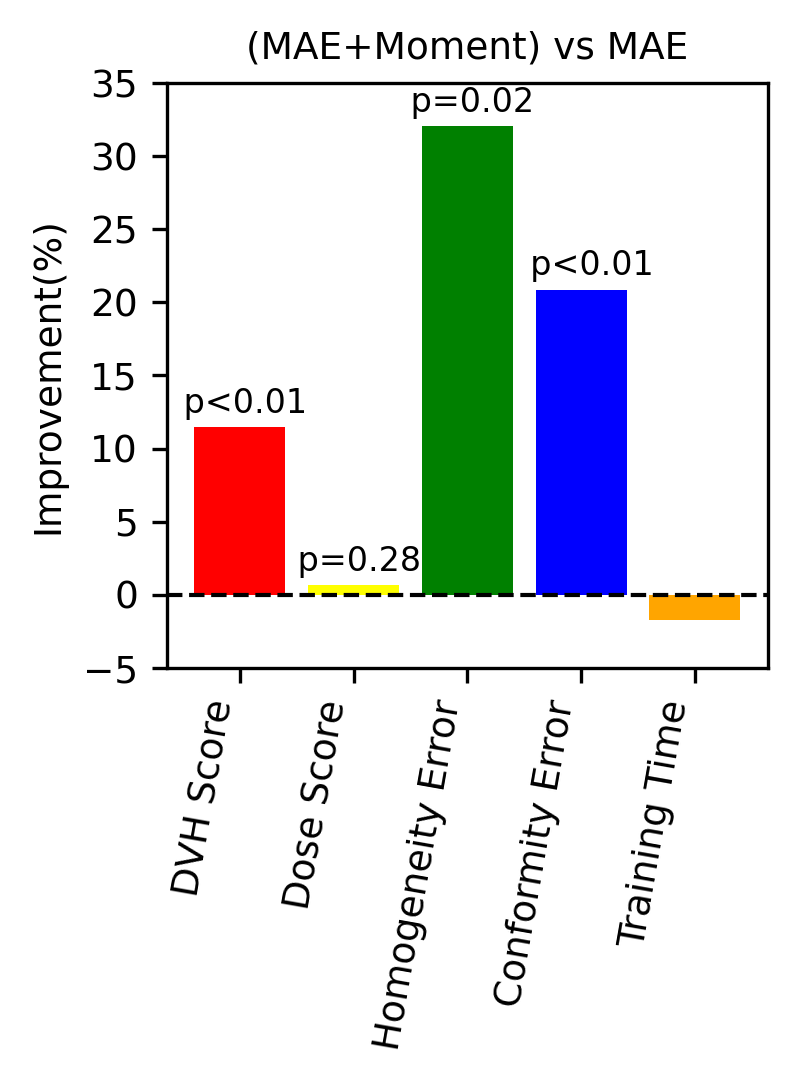 (MAE+Moment) vs MAE
Improvement(%)
35
30
25
20
15
10
5
0
−5
p<0.01
p=0.28
p=0.02
p<0.01
DVH Score
Dose Score
Homogeneity Error
Conformity Error
Training Time